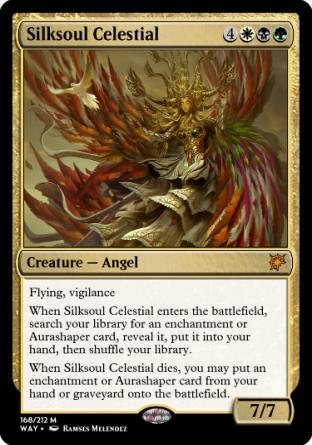 Silksoul Celestial 4
Creature — Angel
Flying, vigilance
When Silksoul Celestial enters the battlefield,
search your library for an enchantment or
Aurashaper card, reveal it, put it into your
hand, then shuffle your library.
When Silksoul Celestial dies, you may put an
enchantment or Aurashaper card from your
hand or graveyard onto the battlefield.
7/7
168/212 M
WAY • Ramses Melendez